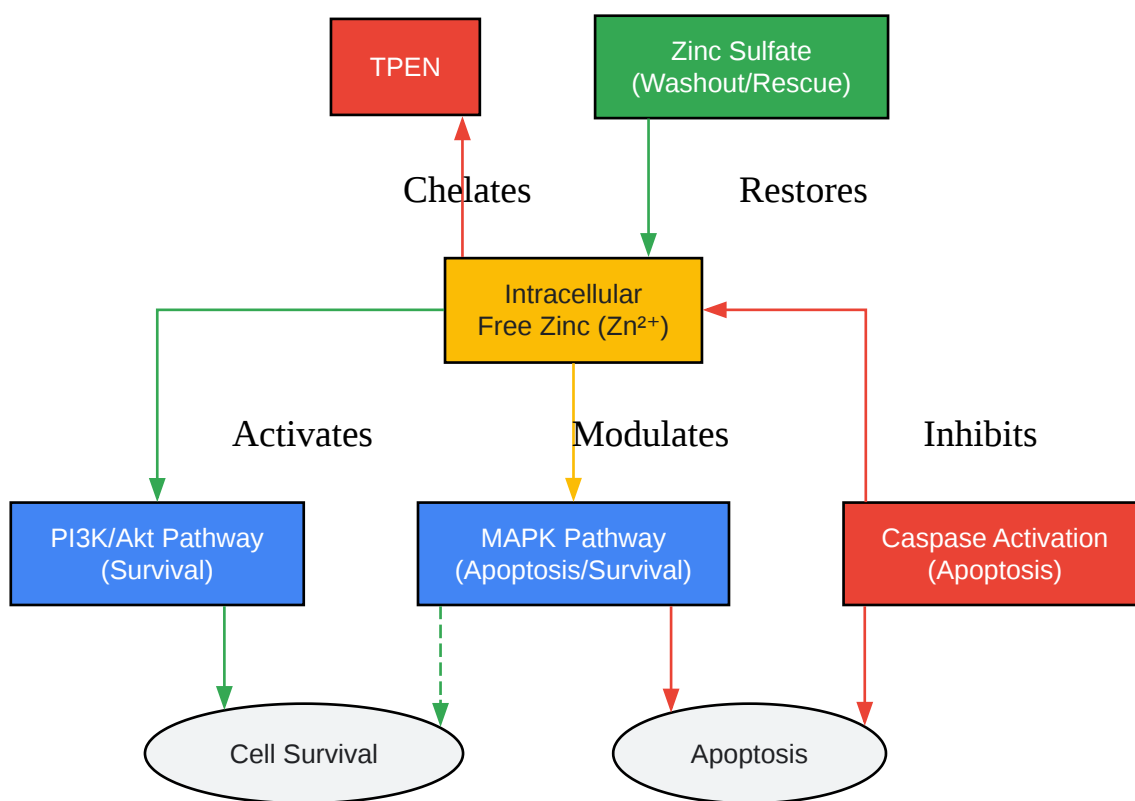 TPEN
Zinc Sulfate
(Washout/Rescue)
Chelates
Restores
Intracellular
Free Zinc (Zn²⁺)
Activates
Modulates
Inhibits
PI3K/Akt Pathway
(Survival)
MAPK Pathway
(Apoptosis/Survival)
Caspase Activation
(Apoptosis)
Cell Survival
Apoptosis